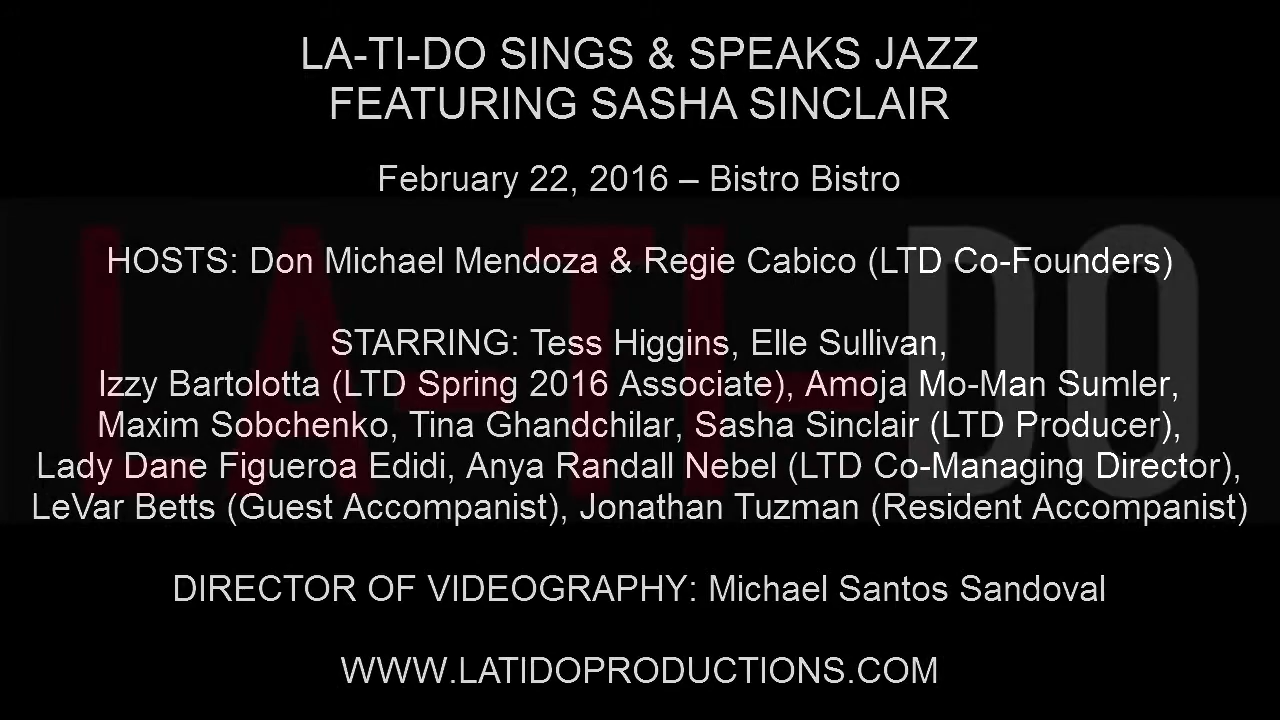 LA-TI-DO SINGS & SPEAKS JAZZ
FEATURING SASHA SINCLAIR
February 22, 2016 – Bistro Bistro
HOSTS: Don Michael Mendoza & Regie Cabico (LTD Co-Founders)
STARRING: Tess Higgins, Elle Sullivan,
Izzy Bartolotta (LTD Spring 2016 Associate), Amoja Mo-Man Sumler,
Maxim Sobchenko, Tina Ghandchilar, Sasha Sinclair (LTD Producer),
Lady Dane Figueroa Edidi, Anya Randall Nebel (LTD Co-Managing Director),
LeVar Betts (Guest Accompanist), Jonathan Tuzman (Resident Accompanist)
DIRECTOR OF VIDEOGRAPHY: Michael Santos Sandoval
WWW.LATIDOPRODUCTIONS.COM
LA-TI-DO